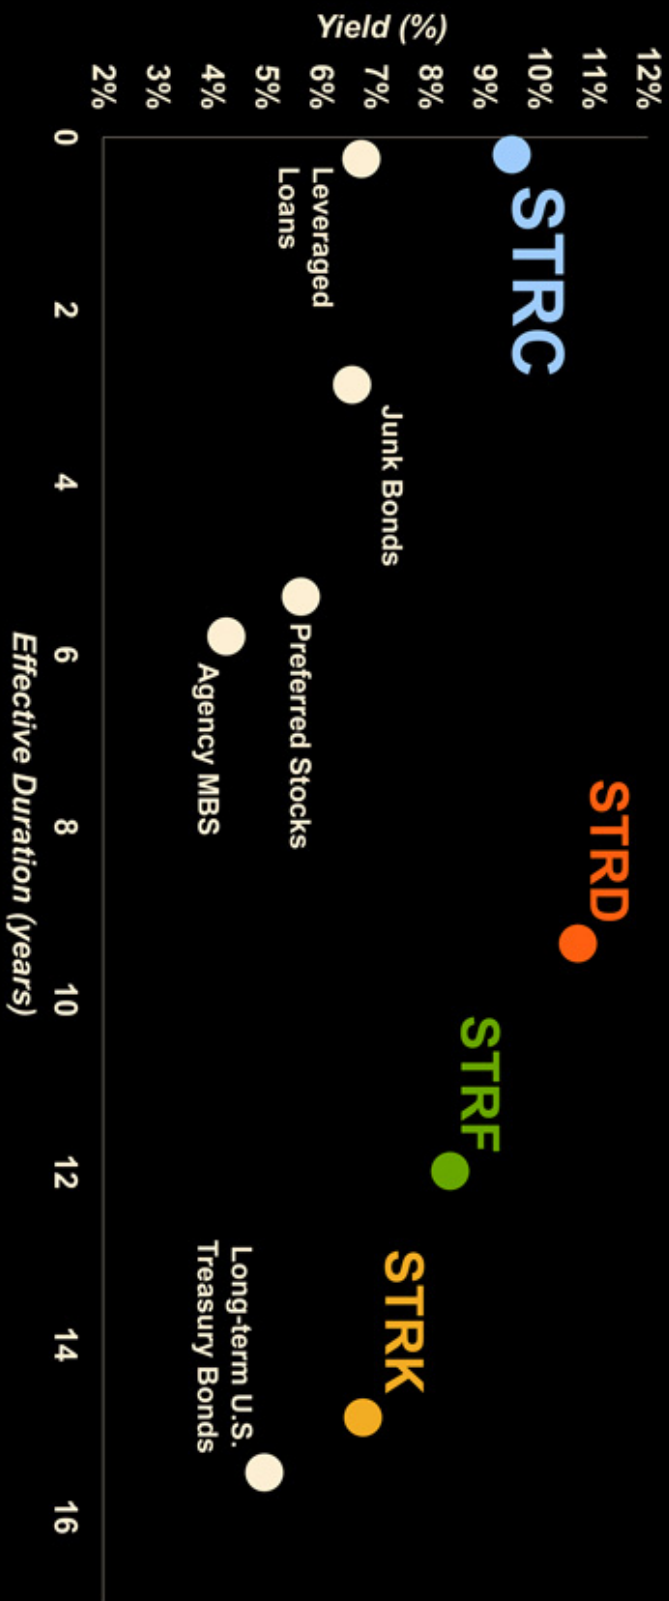 Yield (%)
12%
11%
10%
9%
8%
7%
6%
5%
4%
3%
2%
STRC
STRD
STRF
STRK
Leveraged
Loans
Junk Bonds
Preferred Stocks
Agency MBS
Long-term U.S.
Treasury Bonds
0
2
4
6
8
10
12
14
16
Effective Duration (years)